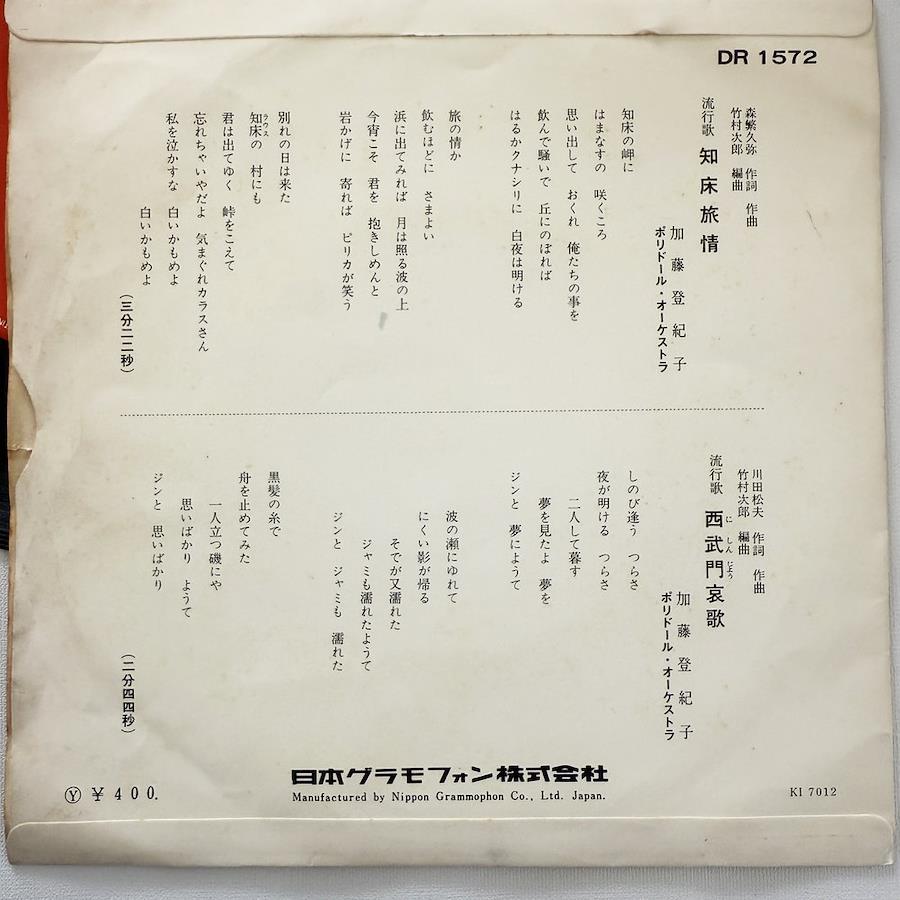 DR 1572
森繁久弥 作詞 作曲
竹村次郎 編曲
流行歌 知床旅情
加藤登紀子
ポリドール・オーケストラ
知床の岬に
はまなすの 咲くころ
思い出して おくれ 俺たちの事を
飲んで騒いで 丘にのぼれば
はるかクナシリに 白夜は明ける
旅の情か
飲むほどに さまよい
浜に出てみれば 月は照る波の上
今宵こそ 君を 抱きしめんと
岩かげに 寄れば ピリカが笑う
別れの日は来た
知床の 村にも
ラウス
君は出てゆく 峠をこえて
忘れちゃいやだよ 気まぐれカラスさん
私を泣かすな 白いかもめよ
白いかもめよ
(三分二二秒)
川田松夫 作詞 作曲
竹村次郎 編曲
流行歌 西武門哀歌
にしんじょう
加藤登紀子
ポリドール・オーケストラ
しのび逢う つらさ
夜が明ける つらさ
二人して暮す
夢を見たよ 夢を
ジンと 夢にようて
波の瀬にゆれて
にくい影が帰る
そでが又濡れた
ジャミも濡れたようて
ジンと ジャミも 濡れた
黒髪の糸で
舟を止めてみた
一人立つ磯にや
思いばかり ようて
ジンと 思いばかり
(二分四四秒)
日本グラモフォン株式会社
Manufactured by Nippon Grammophon Co., Ltd. Japan.
Ⓨ ¥400.
KI 7012